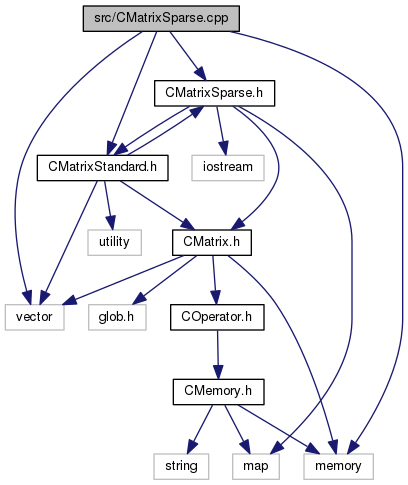 src/CMatrixSparse.cpp
CMatrixSparse.h
CMatrixStandard.h
iostream
utility
CMatrix.h
vector
glob.h
COperator.h
CMemory.h
string
map
memory